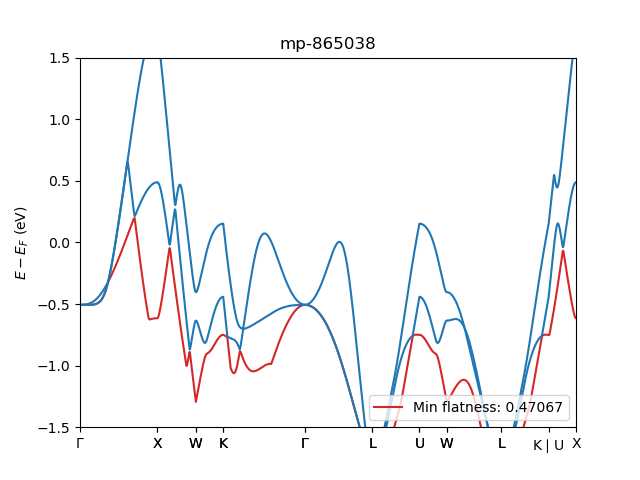 mp-865038
E − E_F (eV)
1.5
1.0
0.5
0.0
−0.5
−1.0
−1.5
Min flatness: 0.47067
Γ X W K Γ L U W L K | U X